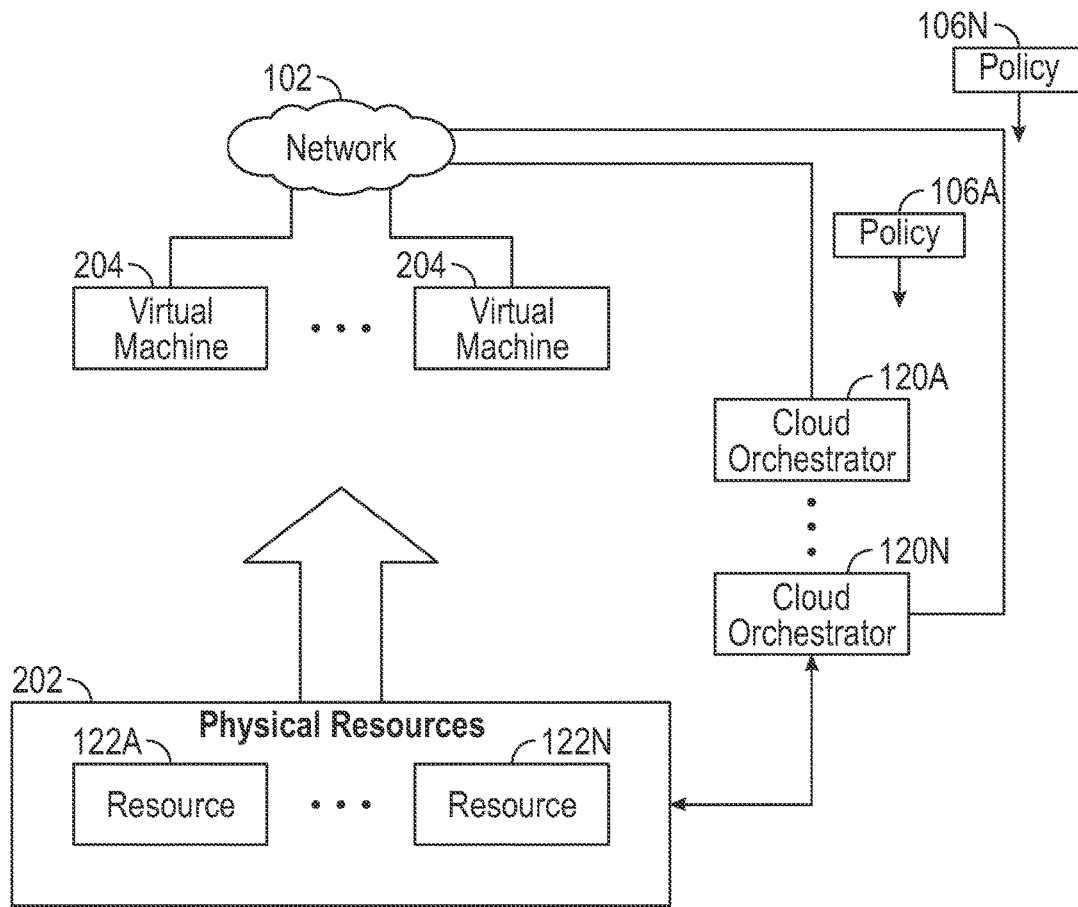 106N
Policy
102
Network
106A
Policy
204
Virtual
Machine
204
Virtual
Machine
120A
Cloud
Orchestrator
120N
Cloud
Orchestrator
202
Physical Resources
122A
Resource
122N
Resource